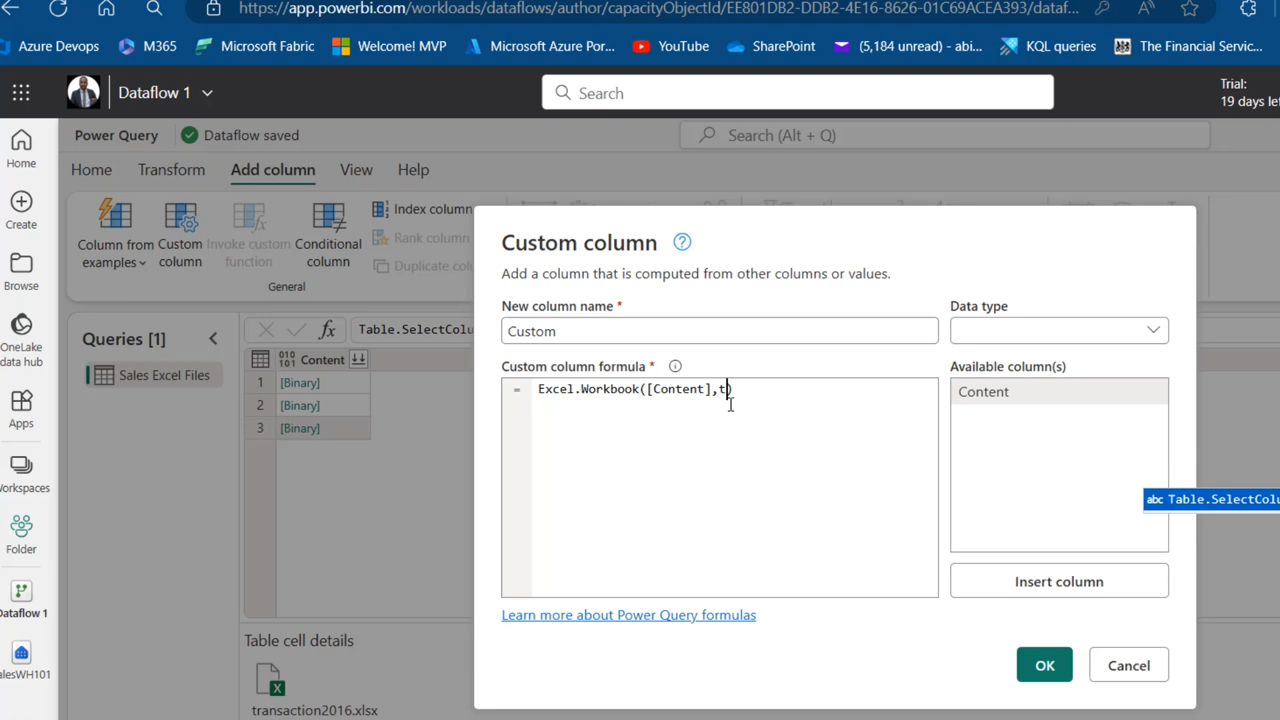 https://app.powerbi.com/workloads/dataflows/author/capacityObjectId/EE801DB2-DDB2-4E16-8626-01C69ACEA393/dataf...
Azure Devops
M365
Microsoft Fabric
Welcome! MVP
Microsoft Azure Por...
YouTube
SharePoint
(5,184 unread) - abi...
KQL queries
The Financial Servic...
Dataflow 1
Search
Trial:
19 days left
Power Query
Dataflow saved
Search (Alt + Q)
Home
Transform
Add column
View
Help
Home
Create
Browse
OneLake
data hub
Apps
Workspaces
Folder
Dataflow 1
SalesWH101
Column from
examples
Custom
column
Invoke custom
function
Conditional
column
Index column
Rank column
Duplicate colu
General
Queries [1]
Sales Excel Files
fx
Table.SelectColu
Content
1 [Binary]
2 [Binary]
3 [Binary]
Table cell details
transaction2016.xlsx
Custom column
Add a column that is computed from other columns or values.
New column name *
Custom
Data type
Custom column formula *
= Excel.Workbook([Content],t)
Available column(s)
Content
abc Table.SelectColu
Insert column
Learn more about Power Query formulas
OK
Cancel